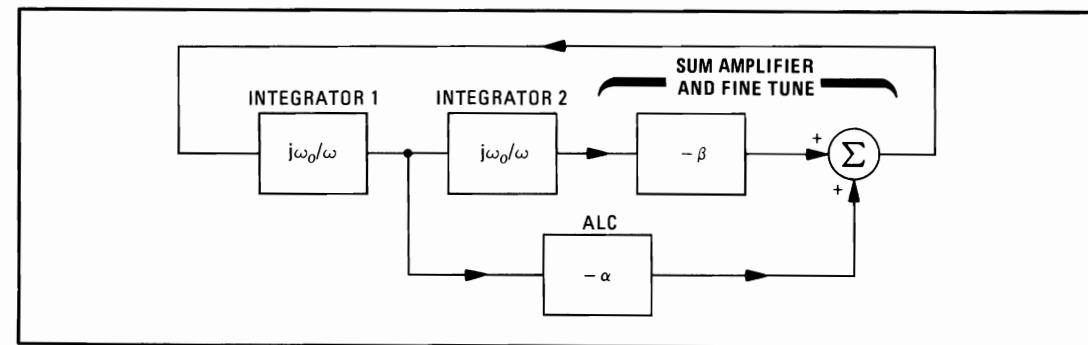 SUM AMPLIFIER
AND FINE TUNE
INTEGRATOR 1
INTEGRATOR 2
jω₀/ω
jω₀/ω
− β
+
Σ
+
ALC
− α